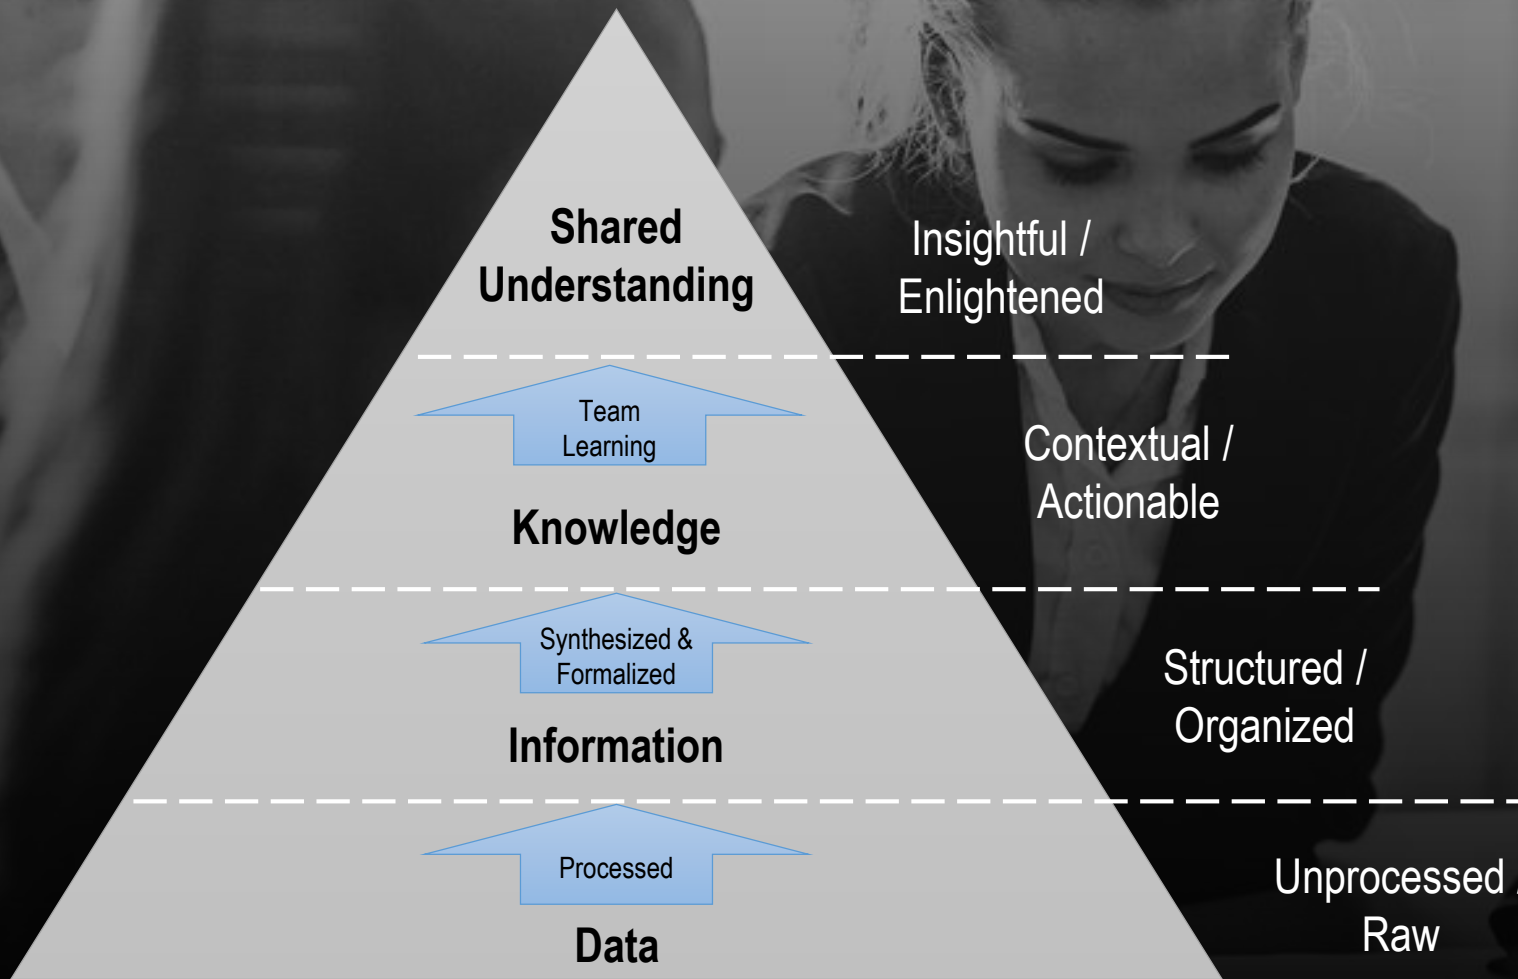 Shared
Understanding
Insightful /
Enlightened
Team
Learning
Contextual /
Actionable
Knowledge
Synthesized &
Formalized
Structured /
Organized
Information
Processed
Unprocessed /
Raw
Data